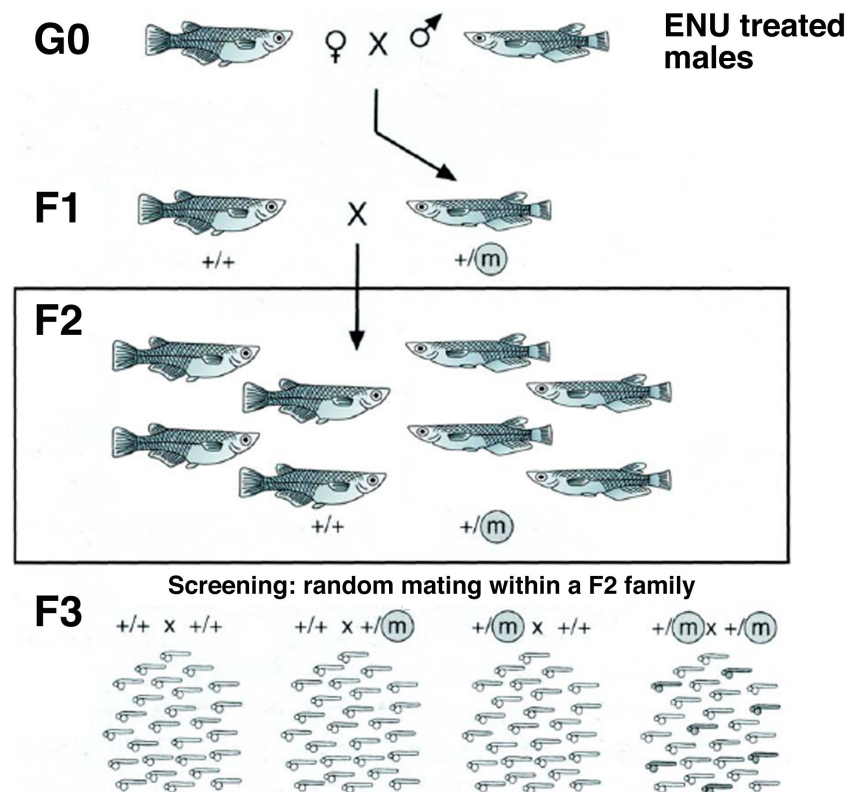 G0
♀ X ♂
ENU treated
males
F1
X
+/+
+/m
F2
+/+
+/m
Screening: random mating within a F2 family
F3
+/+ x +/+
+/+ x +/m
+/m x +/+
+/m x +/m